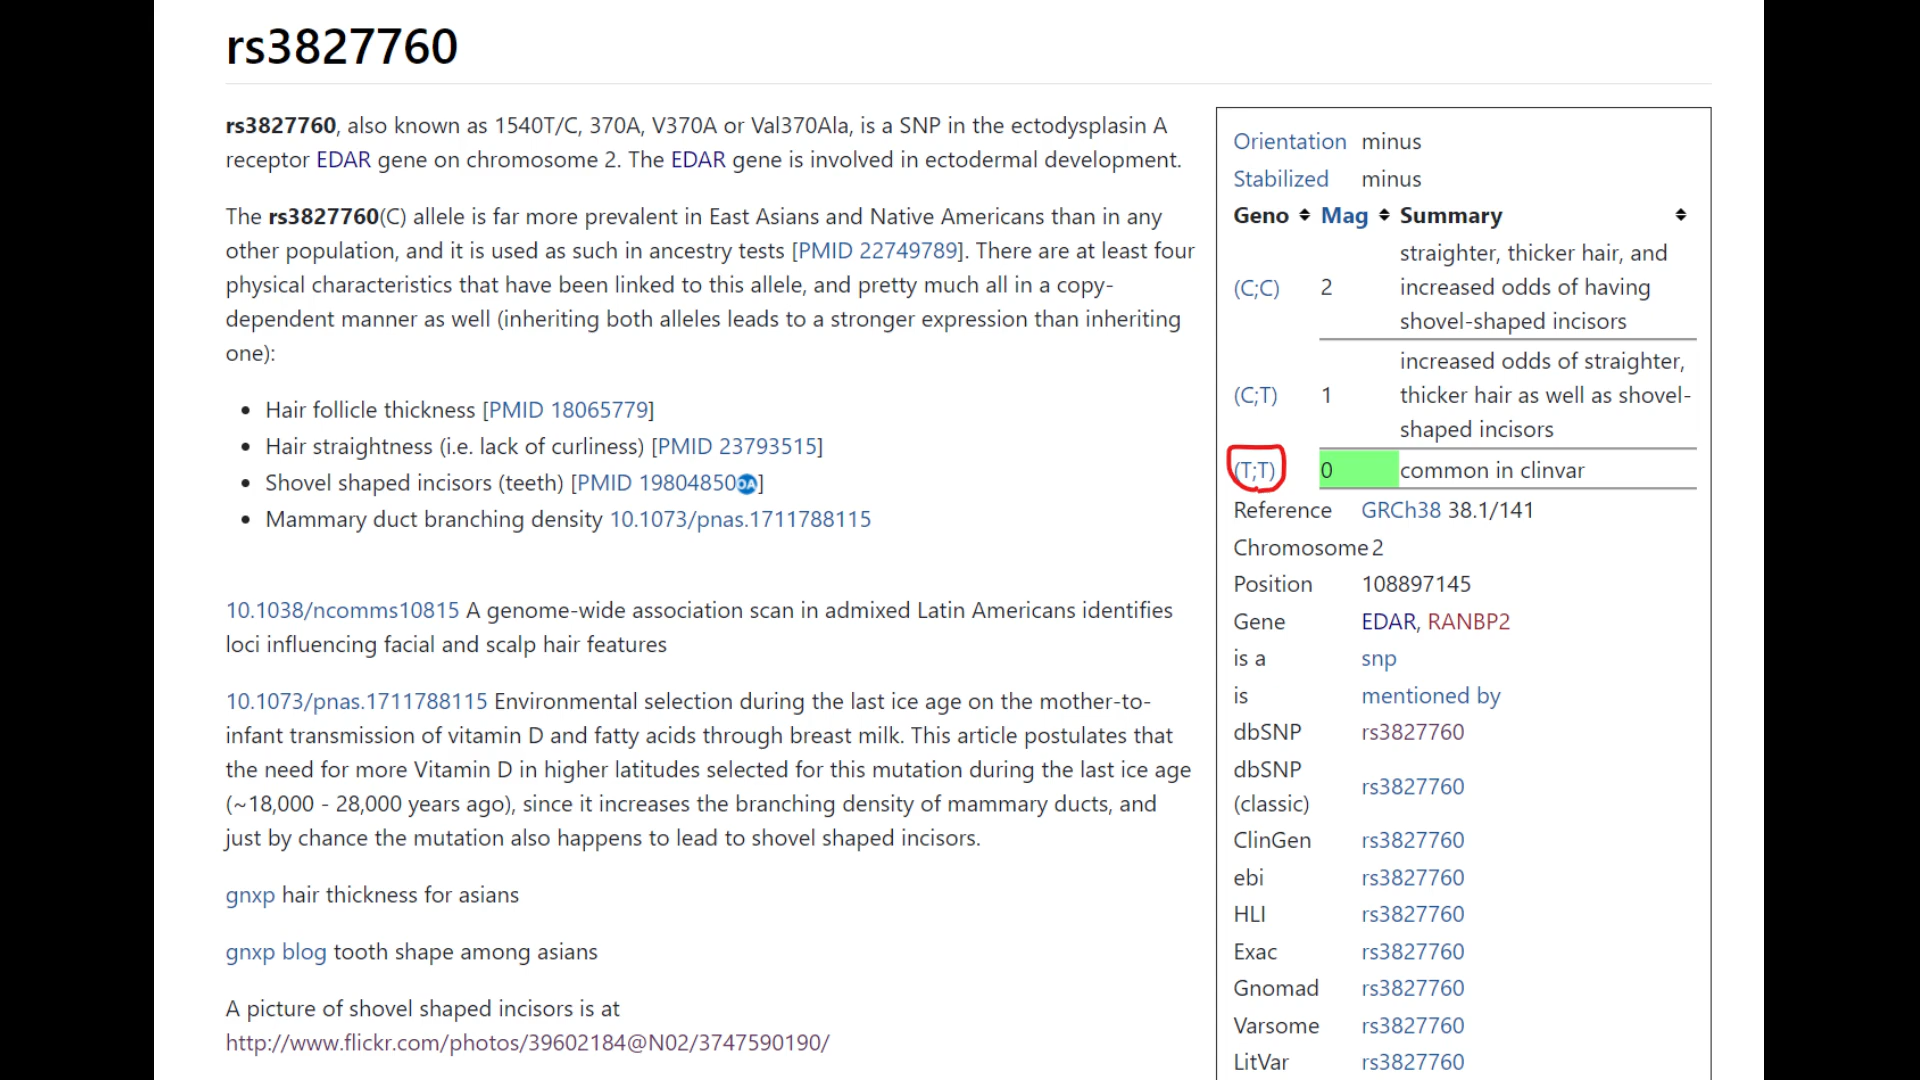 rs3827760
rs3827760, also known as 1540T/C, 370A, V370A or Val370Ala, is a SNP in the ectodysplasin A
receptor EDAR gene on chromosome 2. The EDAR gene is involved in ectodermal development.
The rs3827760(C) allele is far more prevalent in East Asians and Native Americans than in any
other population, and it is used as such in ancestry tests [PMID 22749789]. There are at least four
physical characteristics that have been linked to this allele, and pretty much all in a copy-
dependent manner as well (inheriting both alleles leads to a stronger expression than inheriting
one):
• Hair follicle thickness [PMID 18065779]
• Hair straightness (i.e. lack of curliness) [PMID 23793515]
• Shovel shaped incisors (teeth) [PMID 19804850OA]
• Mammary duct branching density 10.1073/pnas.1711788115
10.1038/ncomms10815 A genome-wide association scan in admixed Latin Americans identifies
loci influencing facial and scalp hair features
10.1073/pnas.1711788115 Environmental selection during the last ice age on the mother-to-
infant transmission of vitamin D and fatty acids through breast milk. This article postulates that
the need for more Vitamin D in higher latitudes selected for this mutation during the last ice age
(~18,000 - 28,000 years ago), since it increases the branching density of mammary ducts, and
just by chance the mutation also happens to lead to shovel shaped incisors.
gnxp hair thickness for asians
gnxp blog tooth shape among asians
A picture of shovel shaped incisors is at
http://www.flickr.com/photos/39602184@N02/3747590190/
Orientation minus
Stabilized minus
Geno Mag Summary
straighter, thicker hair, and
(C;C) 2 increased odds of having
shovel-shaped incisors
increased odds of straighter,
(C;T) 1 thicker hair as well as shovel-
shaped incisors
(T;T) 0 common in clinvar
Reference GRCh38 38.1/141
Chromosome 2
Position 108897145
Gene EDAR, RANBP2
is a snp
is mentioned by
dbSNP rs3827760
dbSNP
(classic) rs3827760
ClinGen rs3827760
ebi rs3827760
HLI rs3827760
Exac rs3827760
Gnomad rs3827760
Varsome rs3827760
LitVar rs3827760